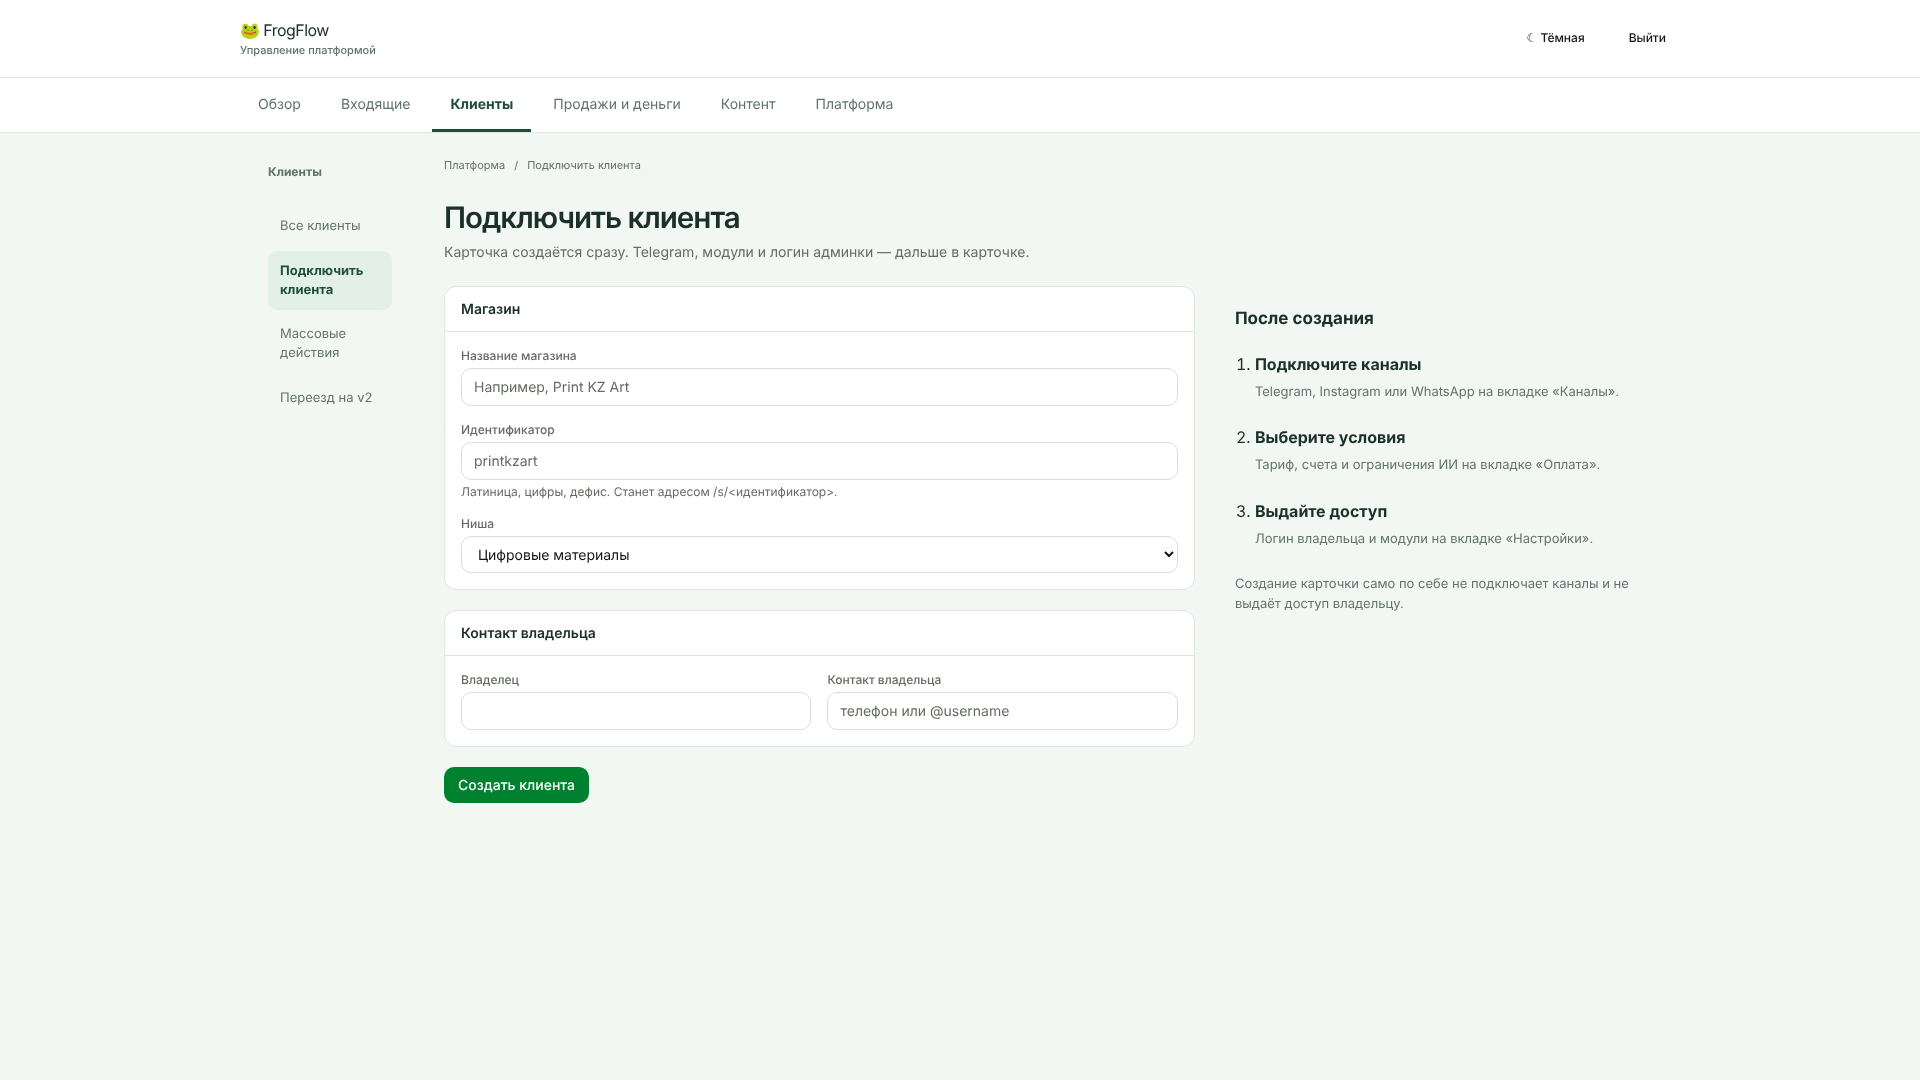 🐸 FrogFlow
Управление платформой
☾ Тёмная
Выйти
Обзор
Входящие
Клиенты
Продажи и деньги
Контент
Платформа
Клиенты
Все клиенты
Подключить
клиента
Массовые
действия
Переезд на v2
Платформа / Подключить клиента
Подключить клиента
Карточка создаётся сразу. Telegram, модули и логин админки — дальше в карточке.
Магазин
Название магазина
Например, Print KZ Art
Идентификатор
printkzart
Латиница, цифры, дефис. Станет адресом /s/<идентификатор>.
Ниша
Цифровые материалы
Контакт владельца
Владелец
Контакт владельца
телефон или @username
Создать клиента
После создания
1. Подключите каналы
Telegram, Instagram или WhatsApp на вкладке «Каналы».
2. Выберите условия
Тариф, счета и ограничения ИИ на вкладке «Оплата».
3. Выдайте доступ
Логин владельца и модули на вкладке «Настройки».
Создание карточки само по себе не подключает каналы и не
выдаёт доступ владельцу.